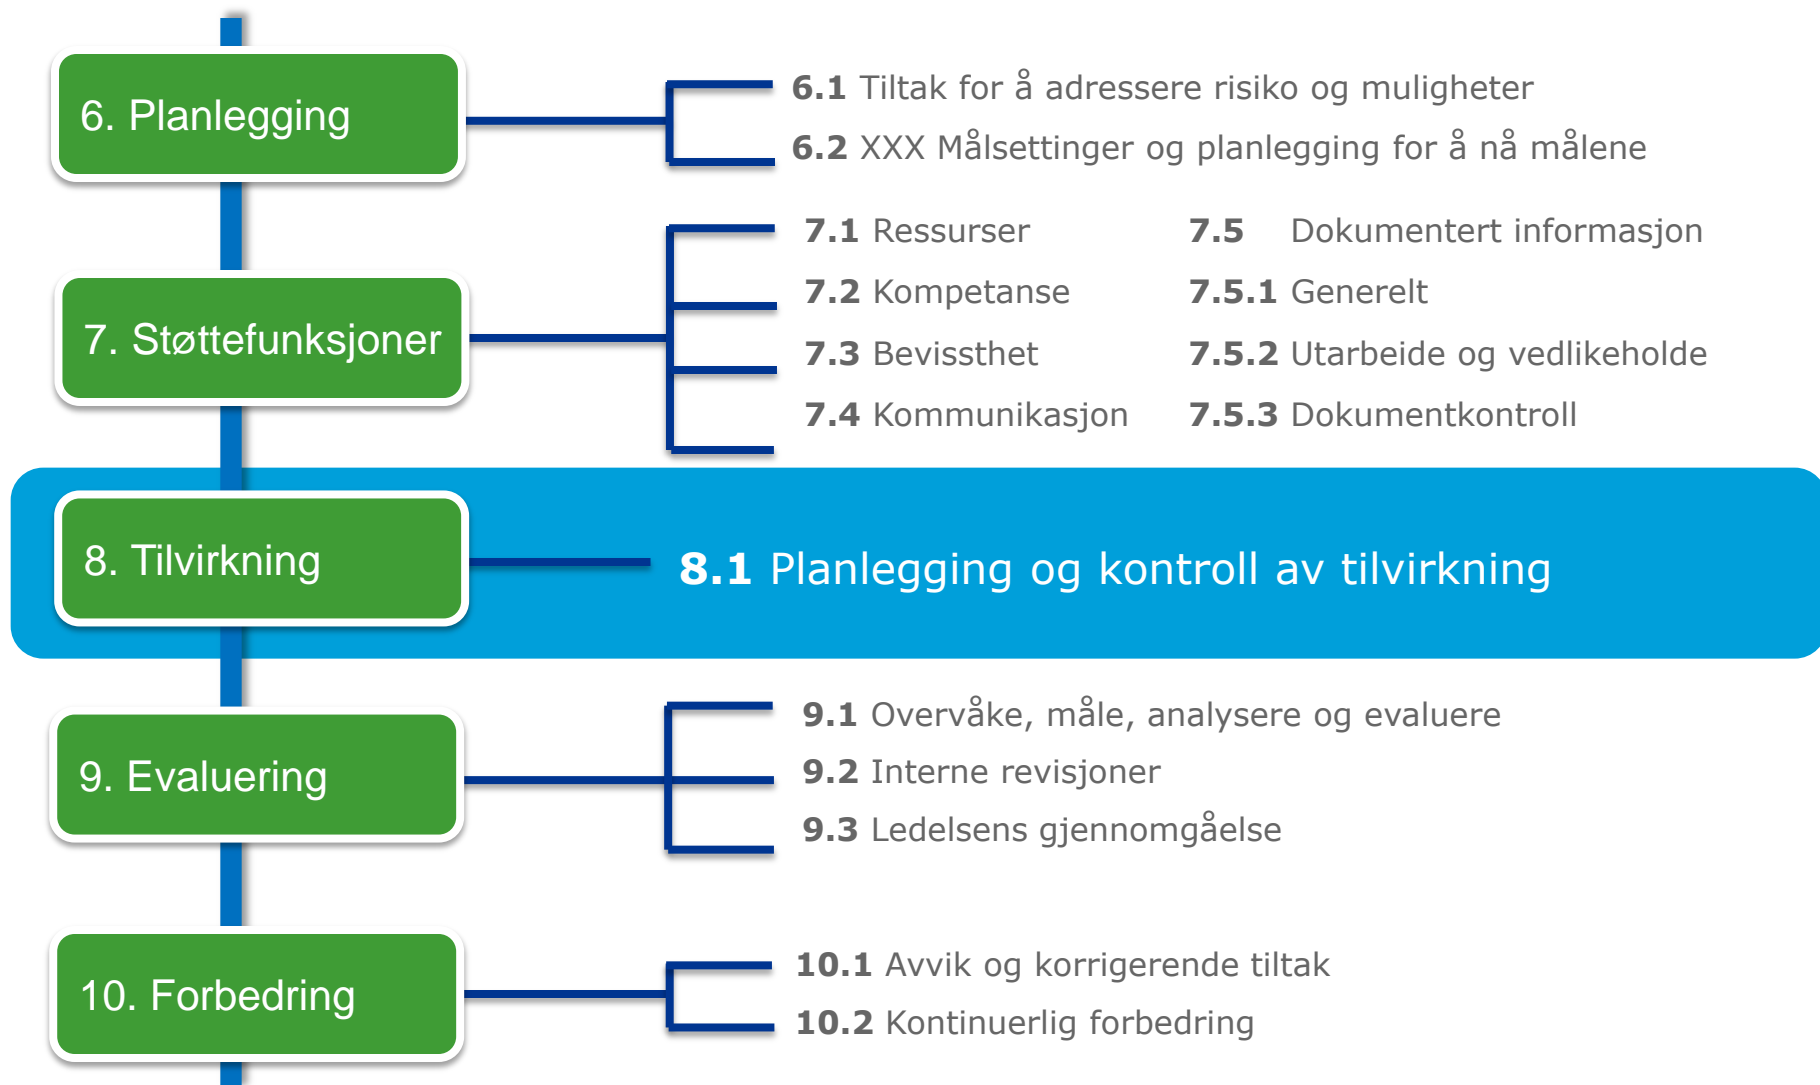 6. Planlegging
6.1 Tiltak for å adressere risiko og muligheter
6.2 XXX Målsettinger og planlegging for å nå målene
7. Støttefunksjoner
7.1 Ressurser
7.2 Kompetanse
7.3 Bevissthet
7.4 Kommunikasjon
7.5 Dokumentert informasjon
7.5.1 Generelt
7.5.2 Utarbeide og vedlikeholde
7.5.3 Dokumentkontroll
8. Tilvirkning
8.1 Planlegging og kontroll av tilvirkning
9. Evaluering
9.1 Overvåke, måle, analysere og evaluere
9.2 Interne revisjoner
9.3 Ledelsens gjennomgåelse
10. Forbedring
10.1 Avvik og korrigerende tiltak
10.2 Kontinuerlig forbedring